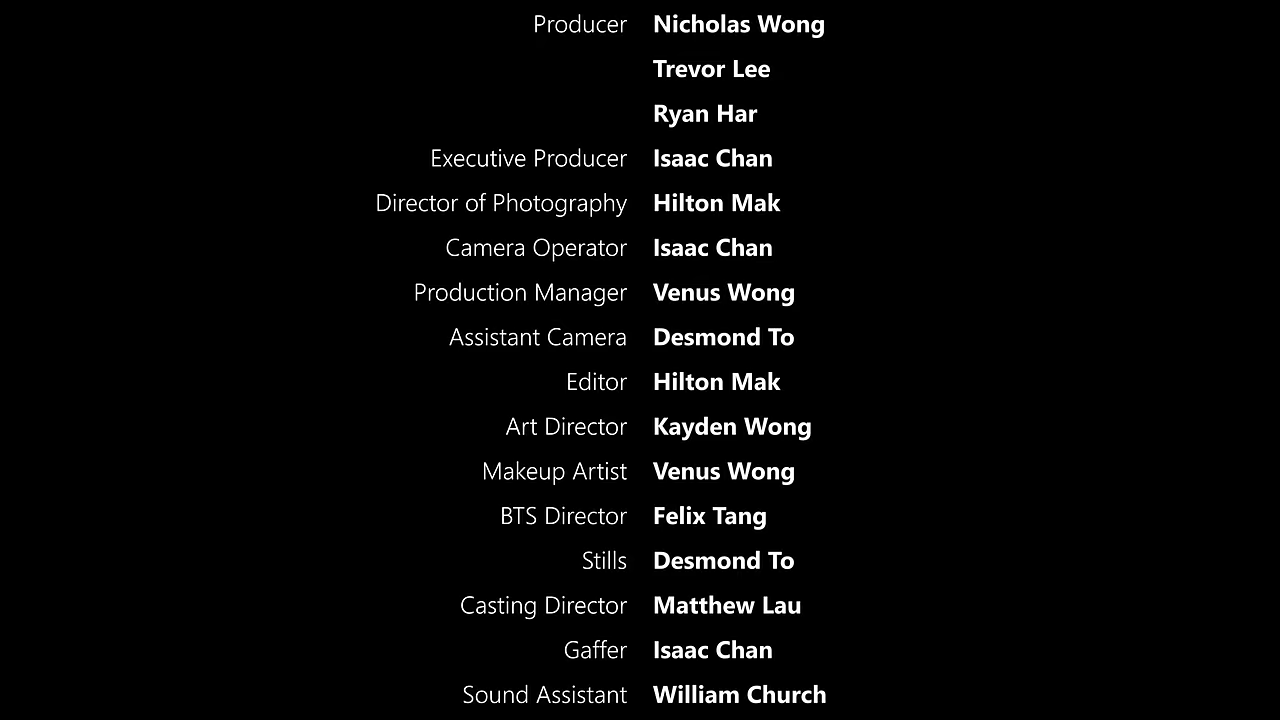 Producer Nicholas Wong
Trevor Lee
Ryan Har
Executive Producer Isaac Chan
Director of Photography Hilton Mak
Camera Operator Isaac Chan
Production Manager Venus Wong
Assistant Camera Desmond To
Editor Hilton Mak
Art Director Kayden Wong
Makeup Artist Venus Wong
BTS Director Felix Tang
Stills Desmond To
Casting Director Matthew Lau
Gaffer Isaac Chan
Sound Assistant William Church